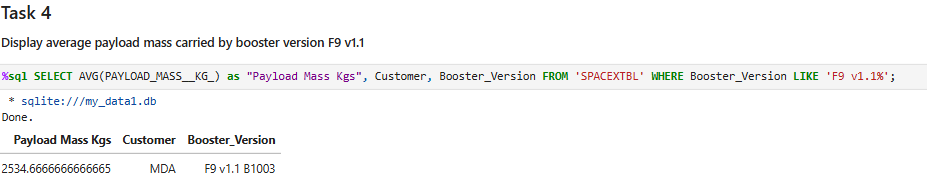 Task 4
Display average payload mass carried by booster version F9 v1.1
%sql SELECT AVG(PAYLOAD_MASS__KG_) as "Payload Mass Kgs", Customer, Booster_Version FROM 'SPACEXTBL' WHERE Booster_Version LIKE 'F9 v1.1%';
* sqlite:///my_data1.db
Done.
Payload Mass Kgs Customer Booster_Version
2534.6666666666665 MDA F9 v1.1 B1003